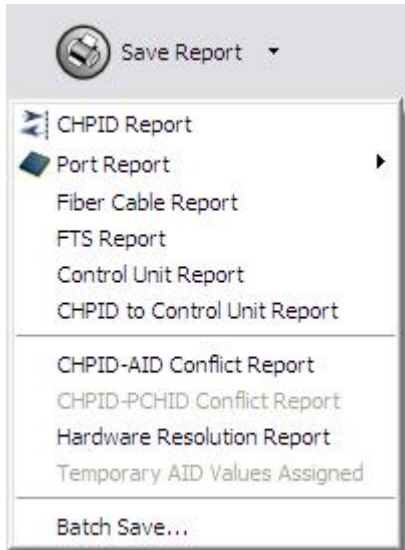 Save Report
CHPID Report
Port Report
Fiber Cable Report
FTS Report
Control Unit Report
CHPID to Control Unit Report
CHPID-AID Conflict Report
CHPID-PCHID Conflict Report
Hardware Resolution Report
Temporary AID Values Assigned
Batch Save...